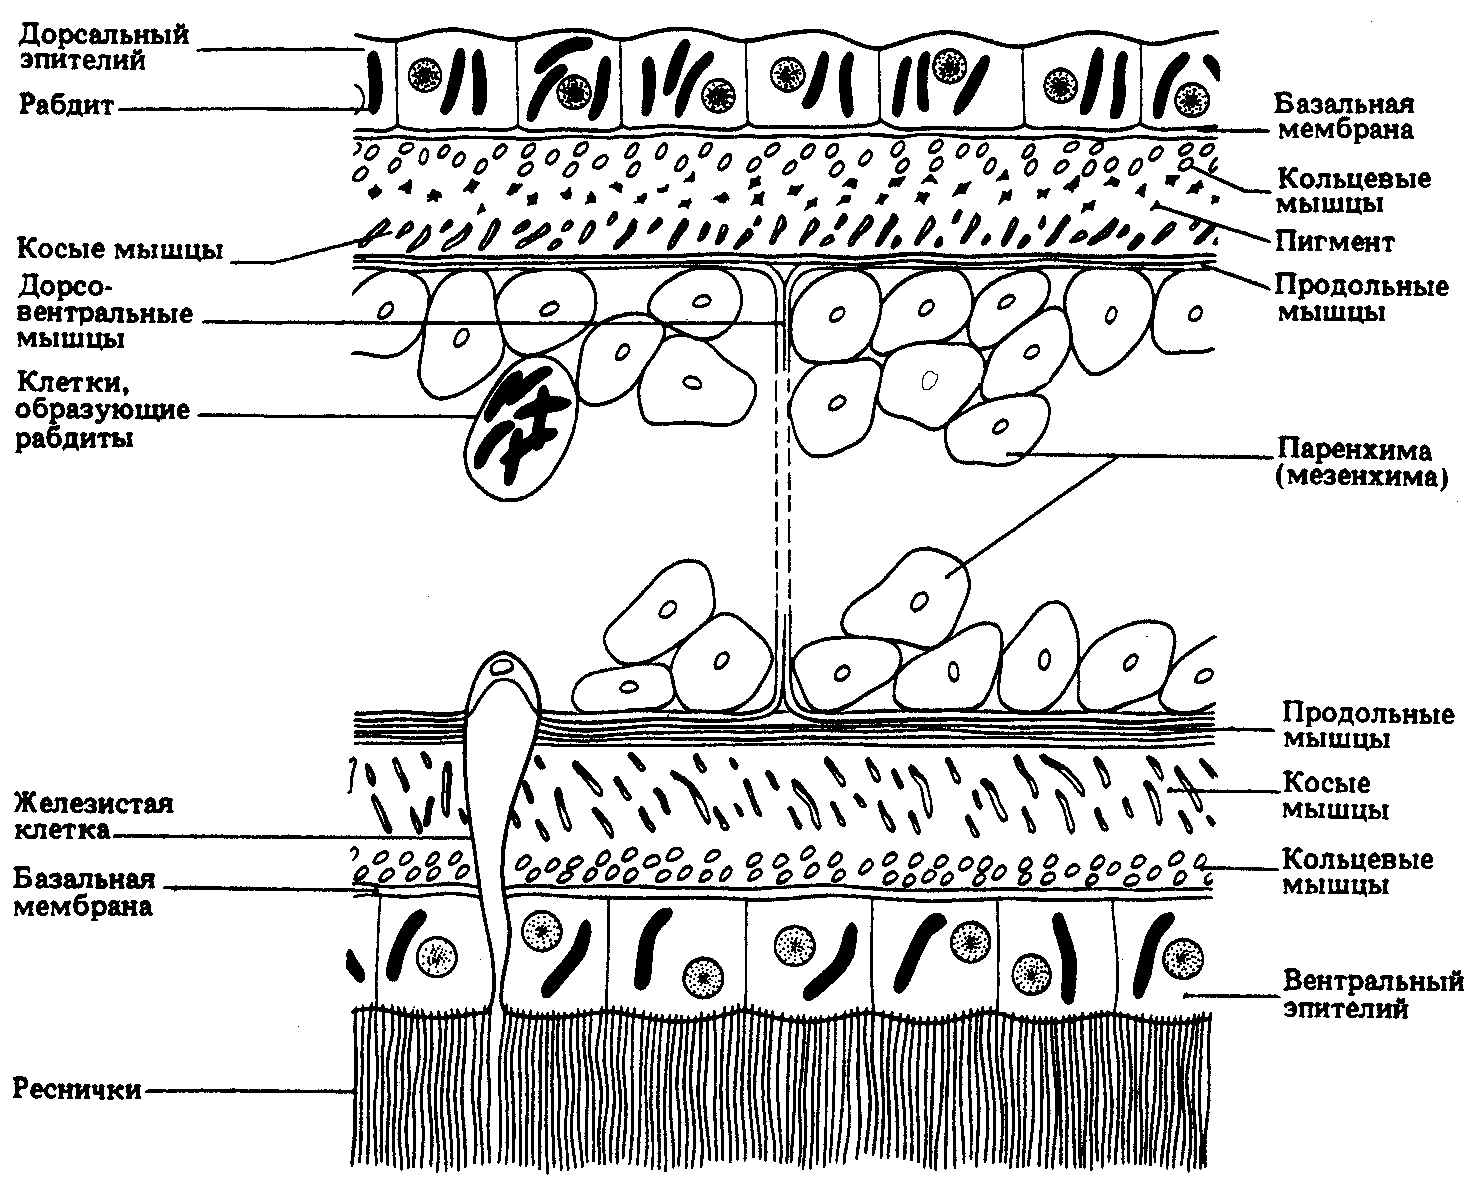 Дорсальный
эпителий
Рабдит
Косые мышцы
Дорсо-
вентральные
мышцы
Клетки,
образующие
рабдиты
Железистая
клетка
Базальная
мембрана
Реснички
Базальная
мембрана
Кольцевые
мышцы
Пигмент
Продольные
мышцы
Паренхима
(мезенхима)
Продольные
мышцы
Косые
мышцы
Кольцевые
мышцы
Вентральный
эпителий